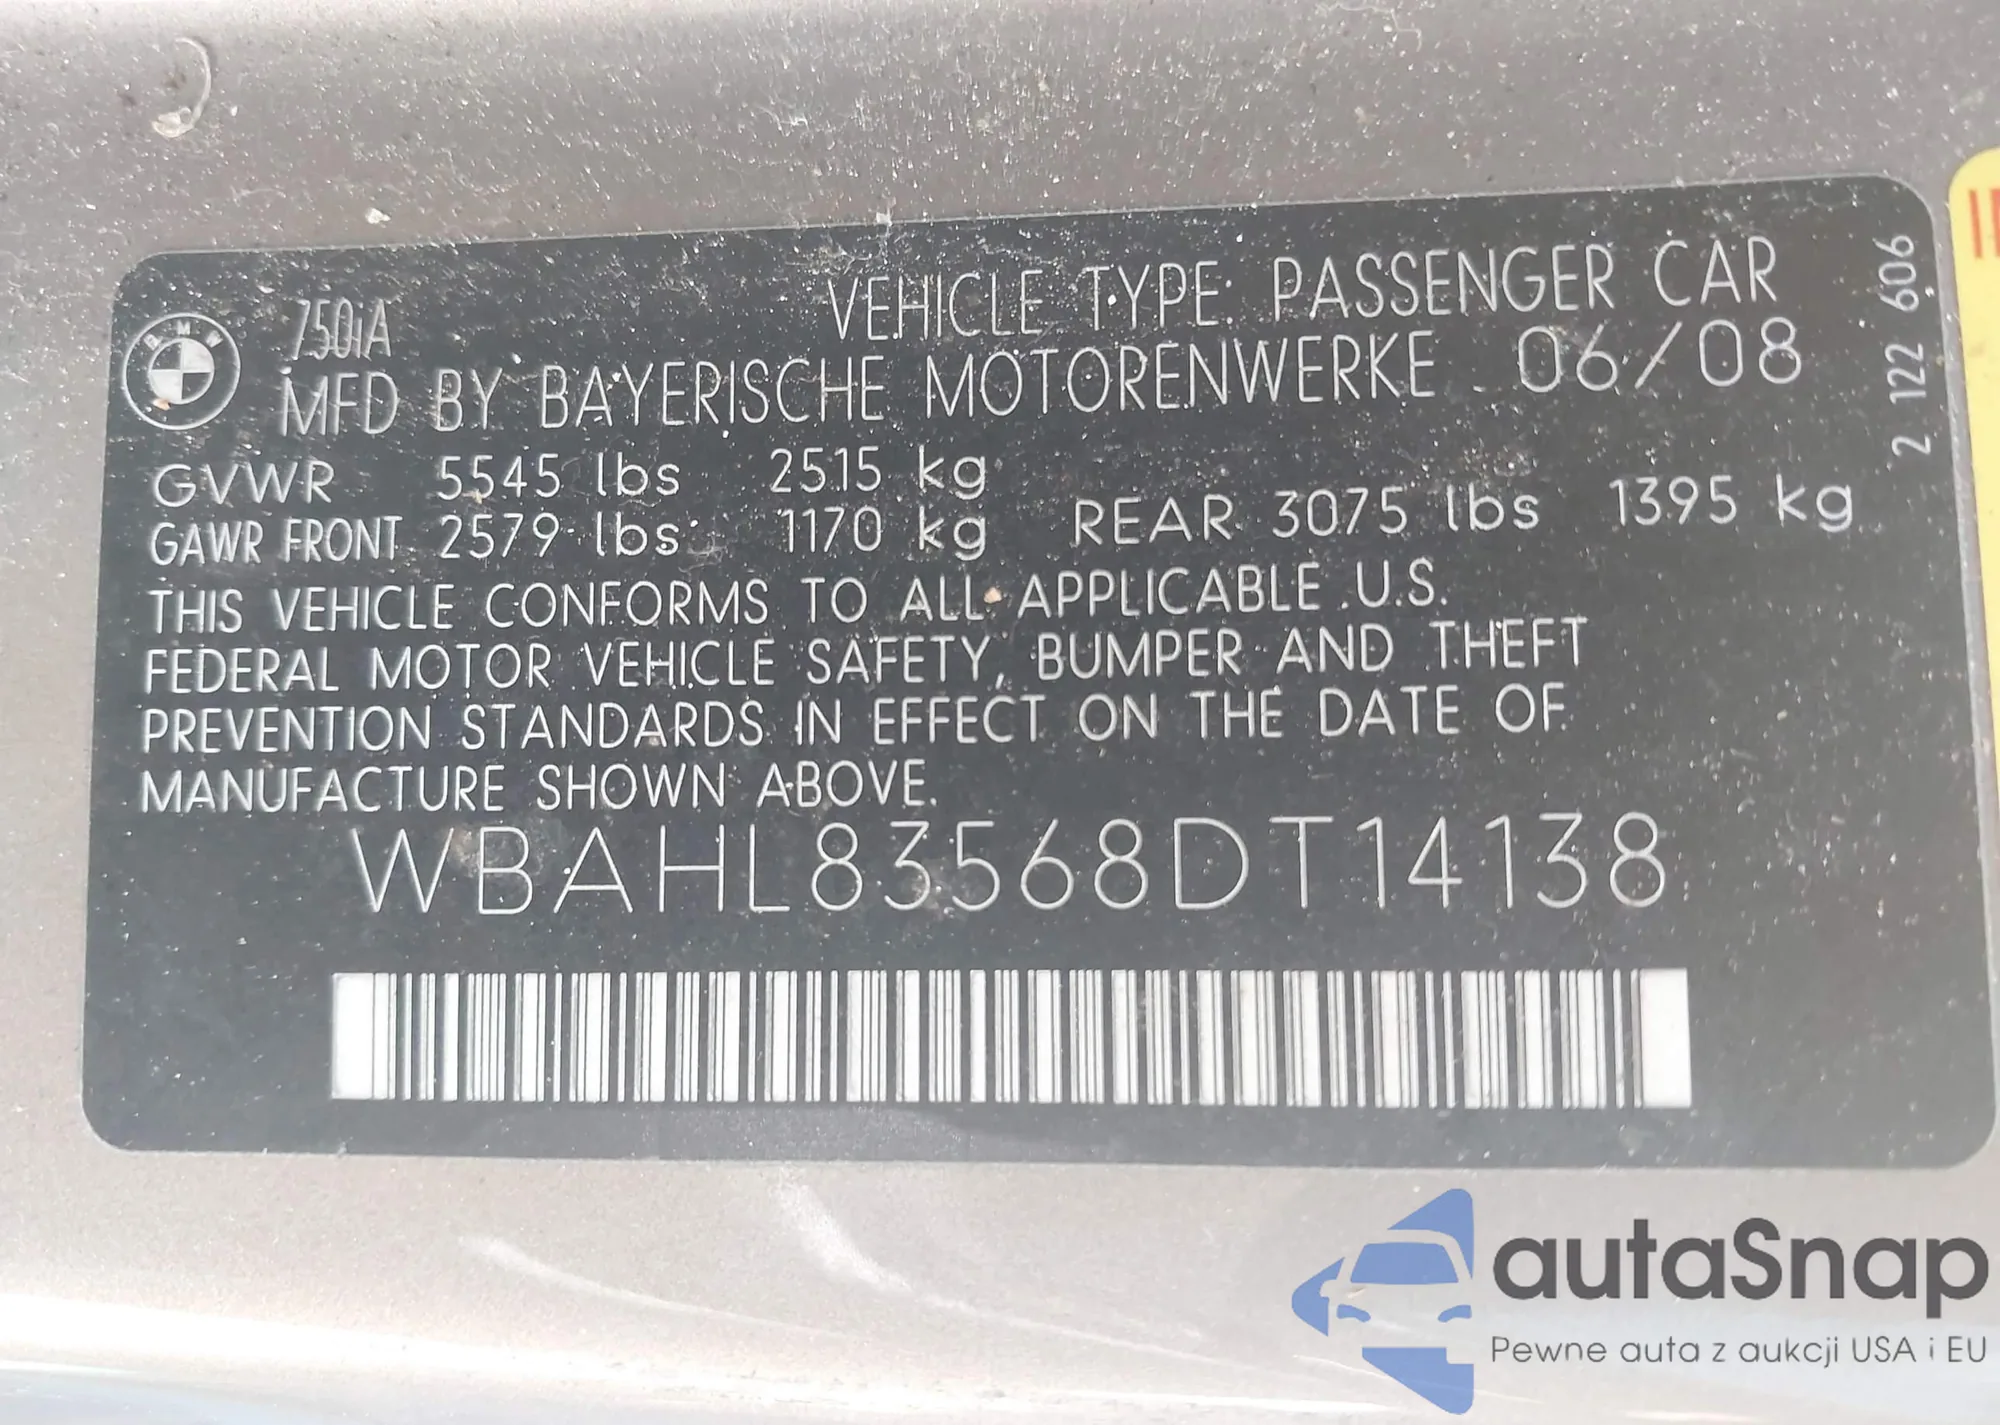 750iA
VEHICLE TYPE: PASSENGER CAR
MFD BY BAYERISCHE MOTORENWERKE 06/08
GVWR 5545 lbs 2515 kg
GAWR FRONT 2579 lbs 1170 kg REAR 3075 lbs 1395 kg
THIS VEHICLE CONFORMS TO ALL APPLICABLE U.S.
FEDERAL MOTOR VEHICLE SAFETY, BUMPER AND THEFT
PREVENTION STANDARDS IN EFFECT ON THE DATE OF
MANUFACTURE SHOWN ABOVE.
WBAHL83568DT14138
2 122 606
BMW
autaSnap
Pewne auta z aukcji USA i EU